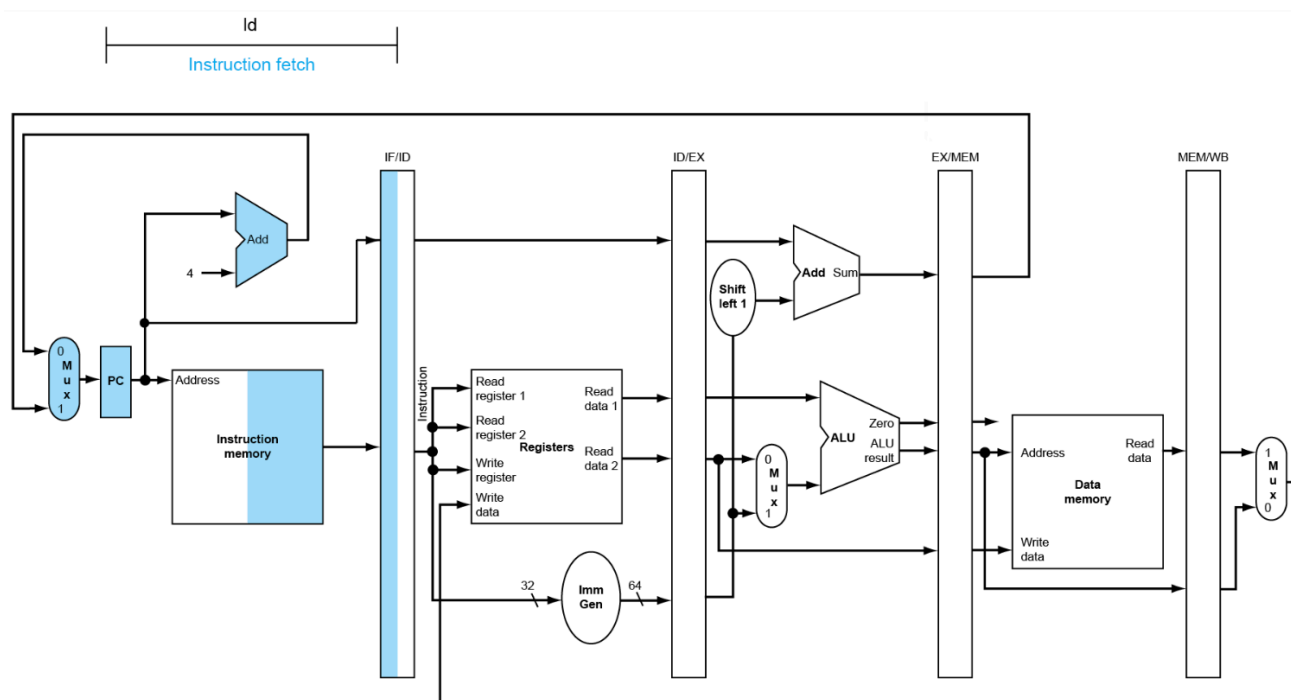 ld
Instruction fetch
IF/ID
ID/EX
EX/MEM
MEM/WB
Add
4
Add Sum
Shift
left 1
0
M
u
x
1
PC
Address
Instruction
memory
Instruction
Read
register 1
Read
register 2
Write
register
Write
data
Registers
Read
data 1
Read
data 2
0
M
u
x
1
ALU
Zero
ALU
result
Address
Read
data
Data
memory
Write
data
1
M
u
x
0
32
Imm
Gen
64